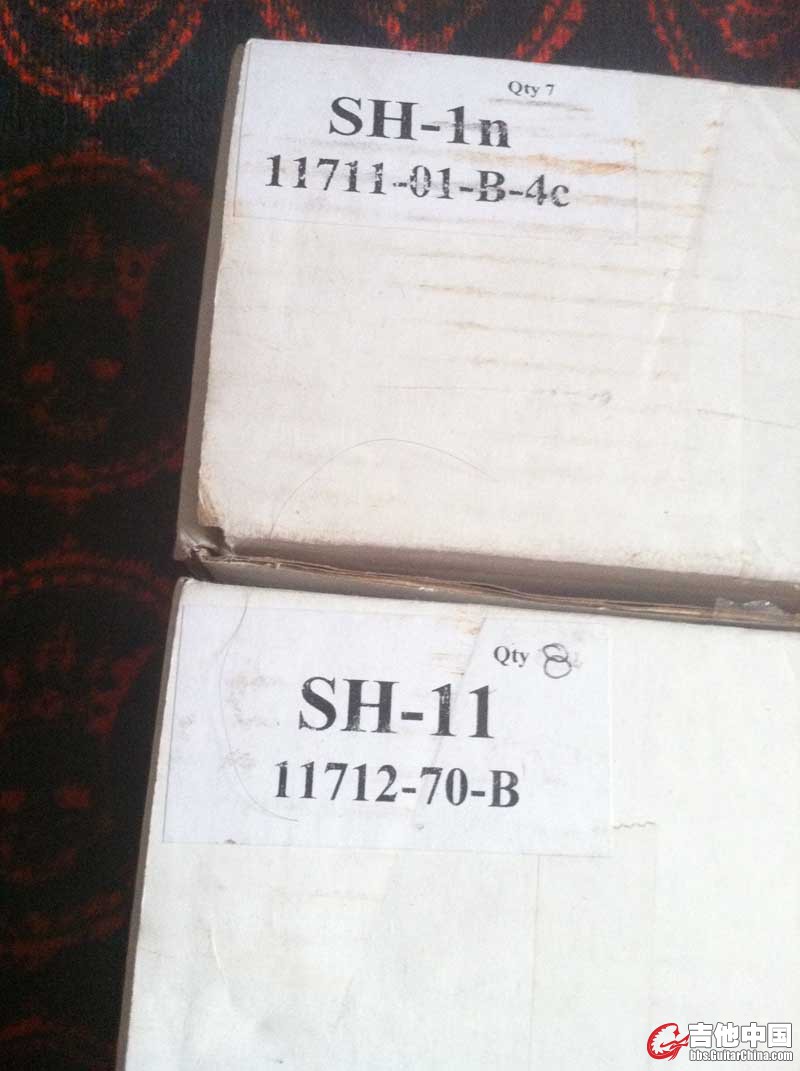 Qty 7
SH-1n
11711-01-B-4c
Qty 8
SH-11
11712-70-B
吉他中国
bbs.GuitarChina.com